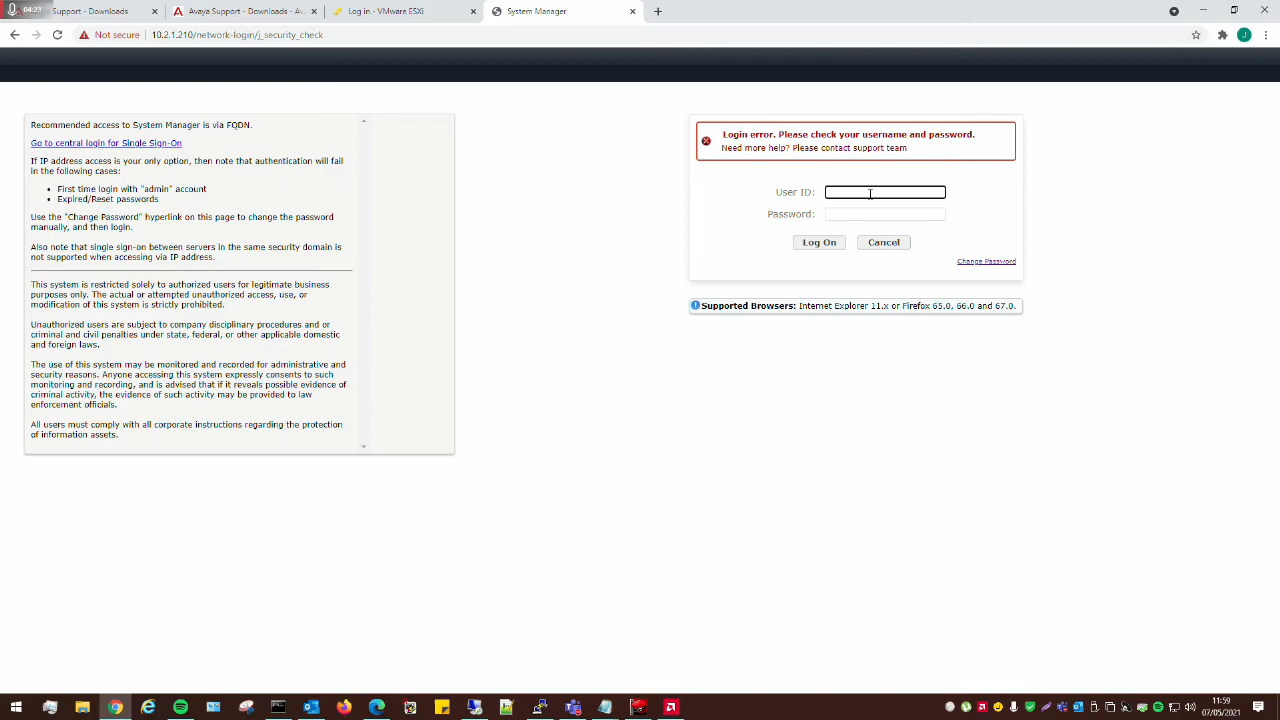 04:23
Support - Downloads
Avaya Support - Downloads - Av
Log in - VMware ESXi
System Manager
Not secure
10.2.1.210/network-login/j_security_check
J
Recommended access to System Manager is via FQDN.
Go to central login for Single Sign-On
If IP address access is your only option, then note that authentication will fail
in the following cases:
• First time login with "admin" account
• Expired/Reset passwords
Use the "Change Password" hyperlink on this page to change the password
manually, and then login.
Also note that single sign-on between servers in the same security domain is
not supported when accessing via IP address.
This system is restricted solely to authorized users for legitimate business
purposes only. The actual or attempted unauthorized access, use, or
modification of this system is strictly prohibited.
Unauthorized users are subject to company disciplinary procedures and or
criminal and civil penalties under state, federal, or other applicable domestic
and foreign laws.
The use of this system may be monitored and recorded for administrative and
security reasons. Anyone accessing this system expressly consents to such
monitoring and recording, and is advised that if it reveals possible evidence of
criminal activity, the evidence of such activity may be provided to law
enforcement officials.
All users must comply with all corporate instructions regarding the protection
of information assets.
Login error. Please check your username and password.
Need more help? Please contact support team
User ID:
Password:
Log On Cancel
Change Password
Supported Browsers: Internet Explorer 11.x or Firefox 65.0, 66.0 and 67.0.
11:59
07/05/2021